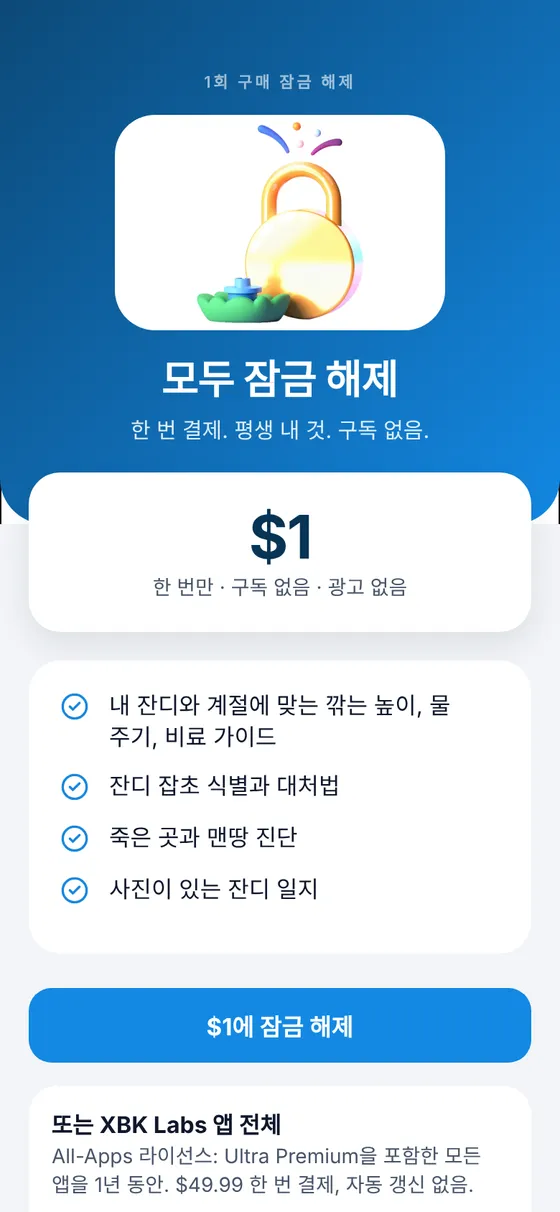 1회 구매 잠금 해제
모두 잠금 해제
한 번 결제. 평생 내 것. 구독 없음.
$1
한 번만 · 구독 없음 · 광고 없음
내 잔디와 계절에 맞는 깎는 높이, 물
주기, 비료 가이드
잔디 잡초 식별과 대처법
죽은 곳과 맨땅 진단
사진이 있는 잔디 일지
$1에 잠금 해제
또는 XBK Labs 앱 전체
All-Apps 라이선스: Ultra Premium을 포함한 모든
앱을 1년 동안. $49.99 한 번 결제, 자동 갱신 없음.